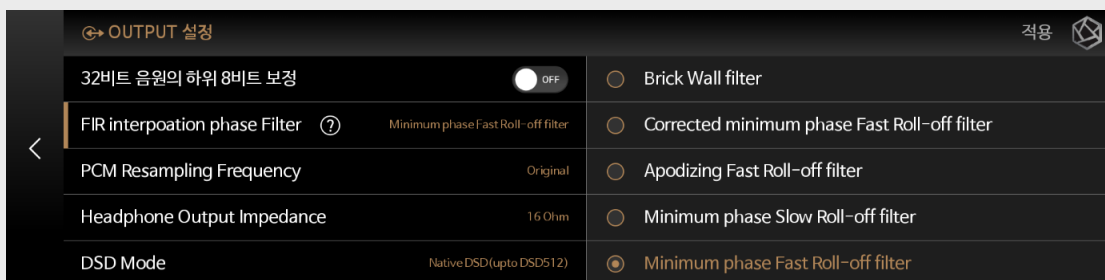 OUTPUT 설정
적용
32비트 음원의 하위 8비트 보정
OFF
FIR interpoation phase Filter ?
Minimum phase Fast Roll-off filter
PCM Resampling Frequency
Original
Headphone Output Impedance
16 Ohm
DSD Mode
Native DSD(upto DSD512)
Brick Wall filter
Corrected minimum phase Fast Roll-off filter
Apodizing Fast Roll-off filter
Minimum phase Slow Roll-off filter
Minimum phase Fast Roll-off filter